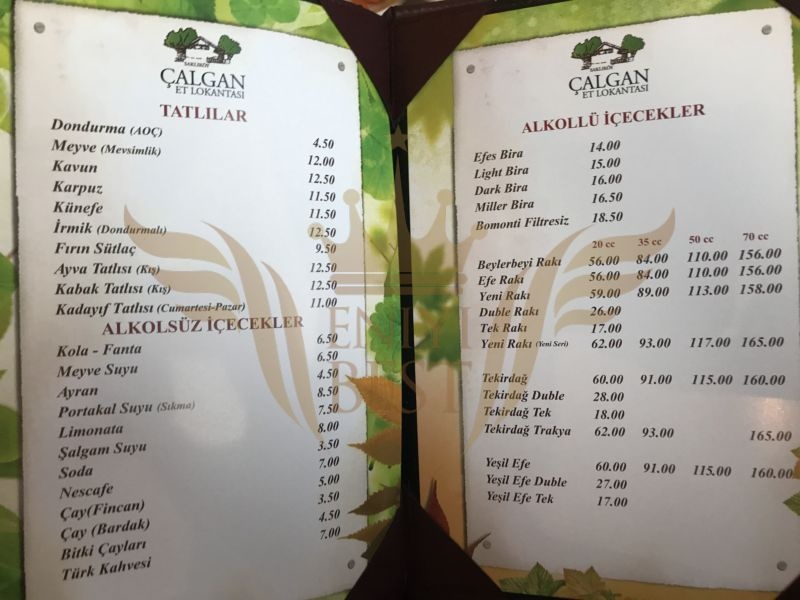 SAKLIKÖY
ÇALGAN
ET LOKANTASI
TATLILAR
Dondurma (AOÇ) 4.50
Meyve (Mevsimlik) 12.00
Kavun 12.50
Karpuz 11.50
Künefe 11.50
İrmik (Dondurmalı) 12.50
Fırın Sütlaç 9.50
Ayva Tatlısı (Kış) 12.50
Kabak Tatlısı (Kış) 12.50
Kadayıf Tatlısı (Cumartesi-Pazar) 11.00
ALKOLSÜZ İÇECEKLER
Kola - Fanta 6.50
Meyve Suyu 6.50
Ayran 4.50
Portakal Suyu (Sıkma) 8.50
Limonata 7.50
Şalgam Suyu 8.00
Soda 3.50
Nescafe 7.00
Çay(Fincan) 5.00
Çay (Bardak) 3.50
Bitki Çayları 4.50
Türk Kahvesi 7.00
SAKLIKÖY
ÇALGAN
ET LOKANTASI
ALKOLLÜ İÇECEKLER
Efes Bira 14.00
Light Bira 15.00
Dark Bira 16.00
Miller Bira 16.50
Bomonti Filtresiz 18.50
20 cc 35 cc 50 cc 70 cc
Beylerbeyi Rakı 56.00 84.00 110.00 156.00
Efe Rakı 56.00 84.00 110.00 156.00
Yeni Rakı 59.00 89.00 113.00 158.00
Duble Rakı 26.00
Tek Rakı 17.00
Yeni Rakı (Yeni Seri) 62.00 93.00 117.00 165.00
Tekirdağ 60.00 91.00 115.00 160.00
Tekirdağ Duble 28.00
Tekirdağ Tek 18.00
Tekirdağ Trakya 62.00 93.00 165.00
Yeşil Efe 60.00 91.00 115.00 160.00
Yeşil Efe Duble 27.00
Yeşil Efe Tek 17.00
EN İYİ
BEST